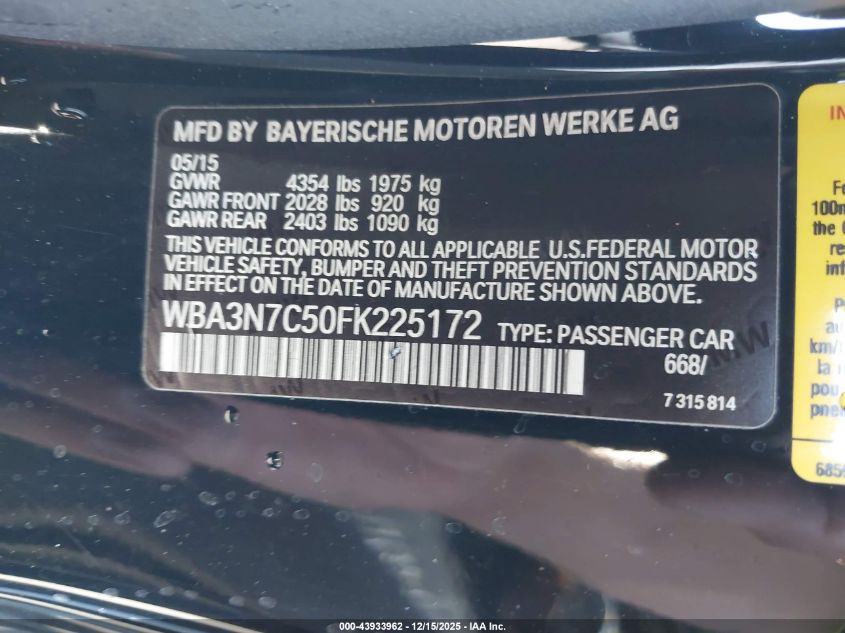 MFD BY BAYERISCHE MOTOREN WERKE AG
05/15
GVWR 4354 lbs 1975 kg
GAWR FRONT 2028 lbs 920 kg
GAWR REAR 2403 lbs 1090 kg
THIS VEHICLE CONFORMS TO ALL APPLICABLE U.S.FEDERAL MOTOR
VEHICLE SAFETY, BUMPER AND THEFT PREVENTION STANDARDS
IN EFFECT ON THE DATE OF MANUFACTURE SHOWN ABOVE.
WBA3N7C50FK225172 TYPE: PASSENGER CAR
668/
7 315 814
100m
the
la
000-43933962 - 12/15/2025 - IAA Inc.